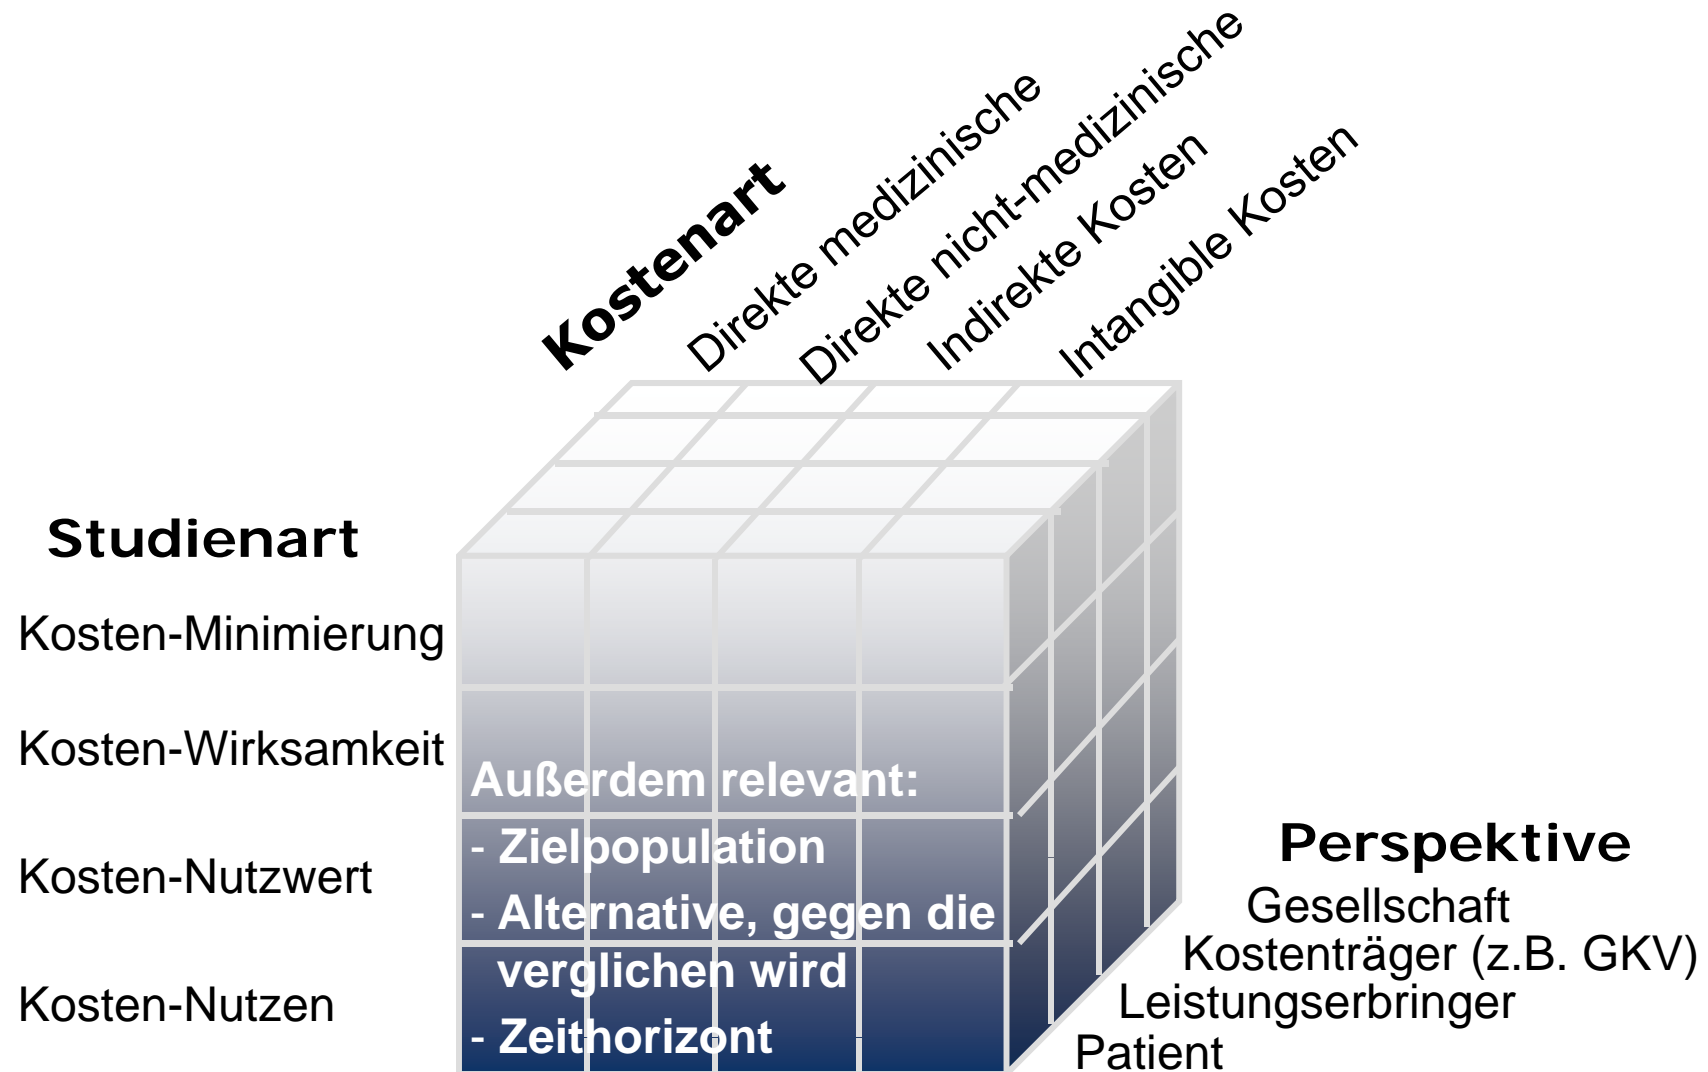 Kostenart
Direkte medizinische
Direkte nicht-medizinische
Indirekte Kosten
Intangible Kosten
Studienart
Kosten-Minimierung
Kosten-Wirksamkeit
Kosten-Nutzwert
Kosten-Nutzen
Außerdem relevant:
- Zielpopulation
- Alternative, gegen die
verglichen wird
- Zeithorizont
Perspektive
Gesellschaft
Kostenträger (z.B. GKV)
Leistungserbringer
Patient